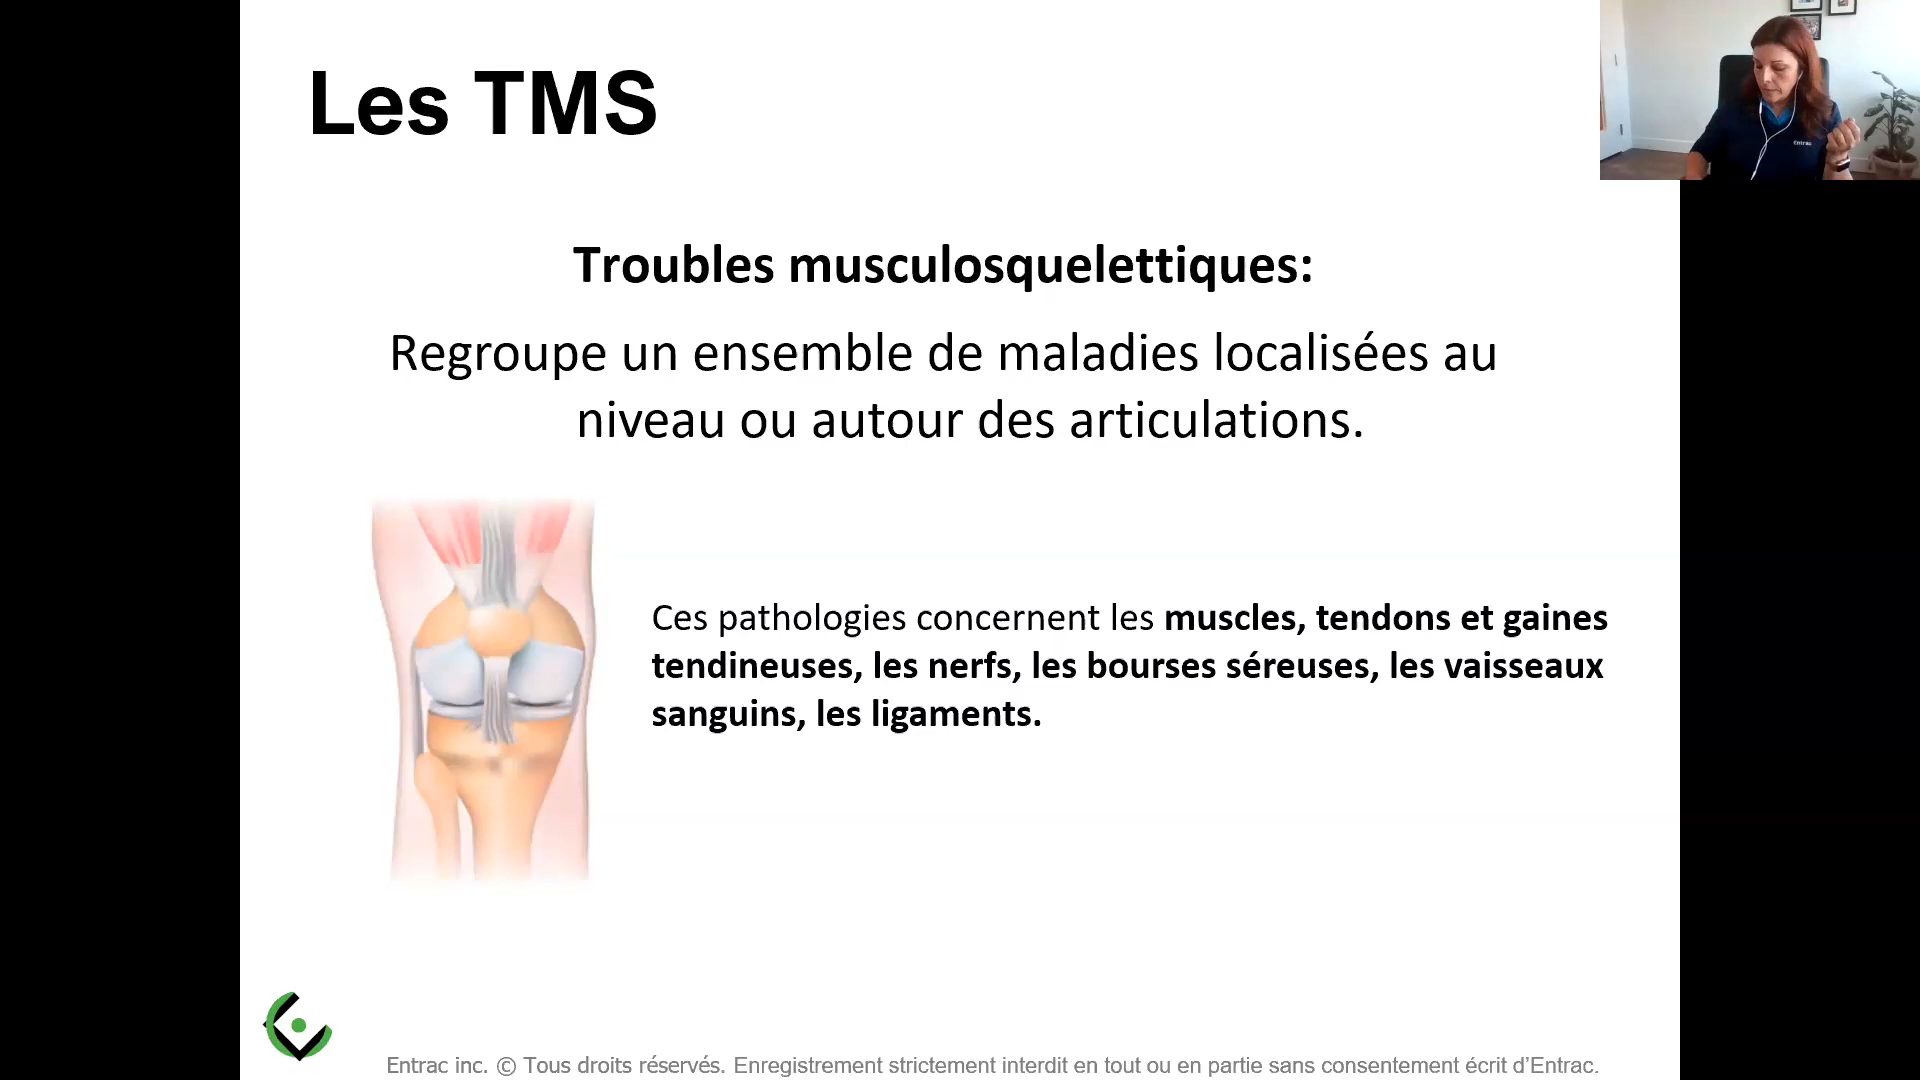 Les TMS
Entrac
Troubles musculosquelettiques:
Regroupe un ensemble de maladies localisées au
niveau ou autour des articulations.
Ces pathologies concernent les muscles, tendons et gaines
tendineuses, les nerfs, les bourses séreuses, les vaisseaux
sanguins, les ligaments.
Entrac inc. © Tous droits réservés. Enregistrement strictement interdit en tout ou en partie sans consentement écrit d’Entrac.